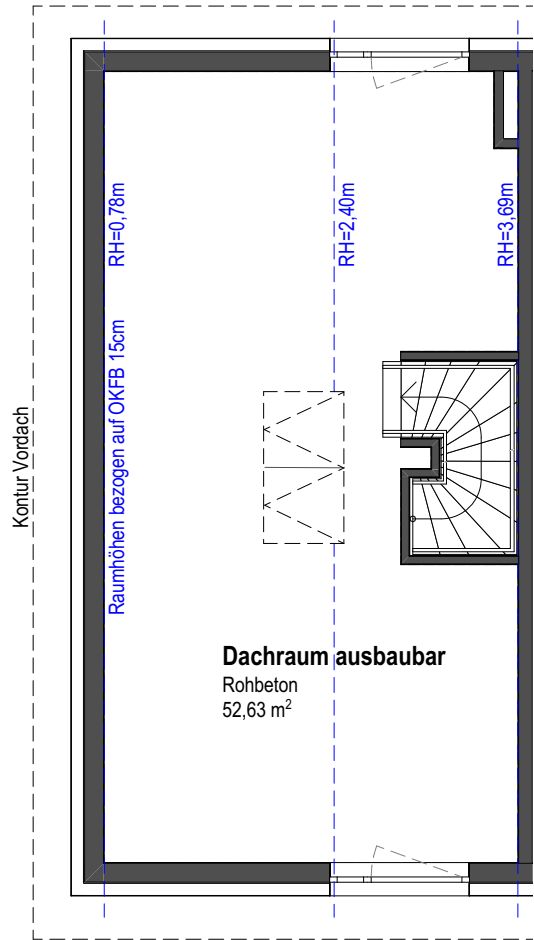 RH=0,78m
RH=2,40m
RH=3,69m
Raumhöhen bezogen auf OKFB 15cm
Kontur Vordach
Dachraum ausbaubar
Rohbeton
52,63 m²